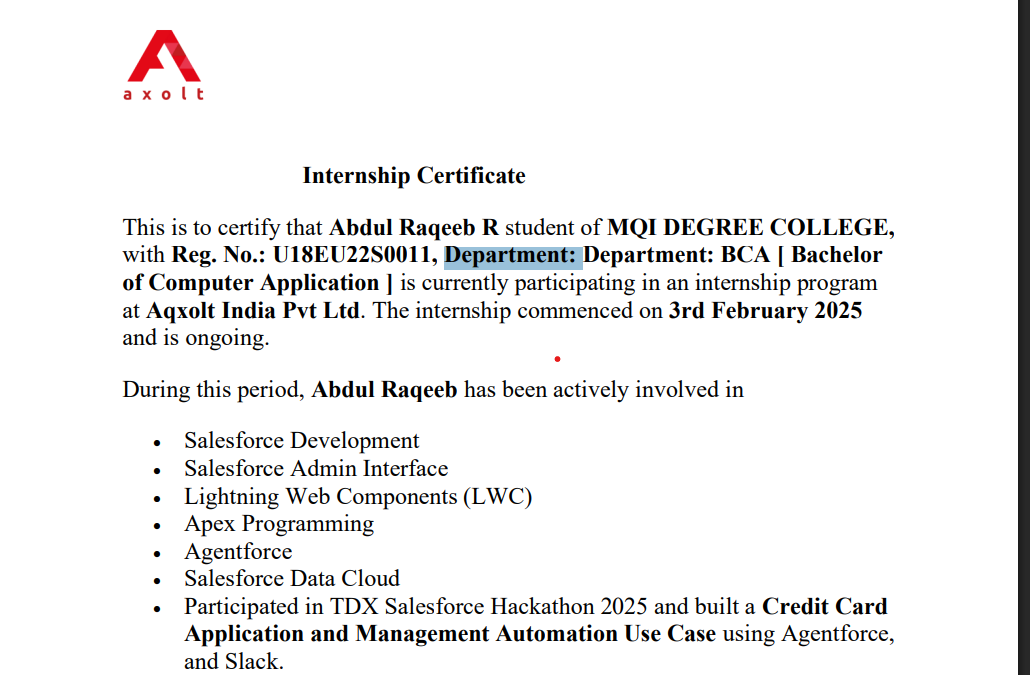 axolt
Internship Certificate
This is to certify that Abdul Raqeeb R student of MQI DEGREE COLLEGE,
with Reg. No.: U18EU22S0011, Department: Department: BCA [ Bachelor
of Computer Application ] is currently participating in an internship program
at Aqxolt India Pvt Ltd. The internship commenced on 3rd February 2025
and is ongoing.
During this period, Abdul Raqeeb has been actively involved in
• Salesforce Development
• Salesforce Admin Interface
• Lightning Web Components (LWC)
• Apex Programming
• Agentforce
• Salesforce Data Cloud
• Participated in TDX Salesforce Hackathon 2025 and built a Credit Card
Application and Management Automation Use Case using Agentforce,
and Slack.